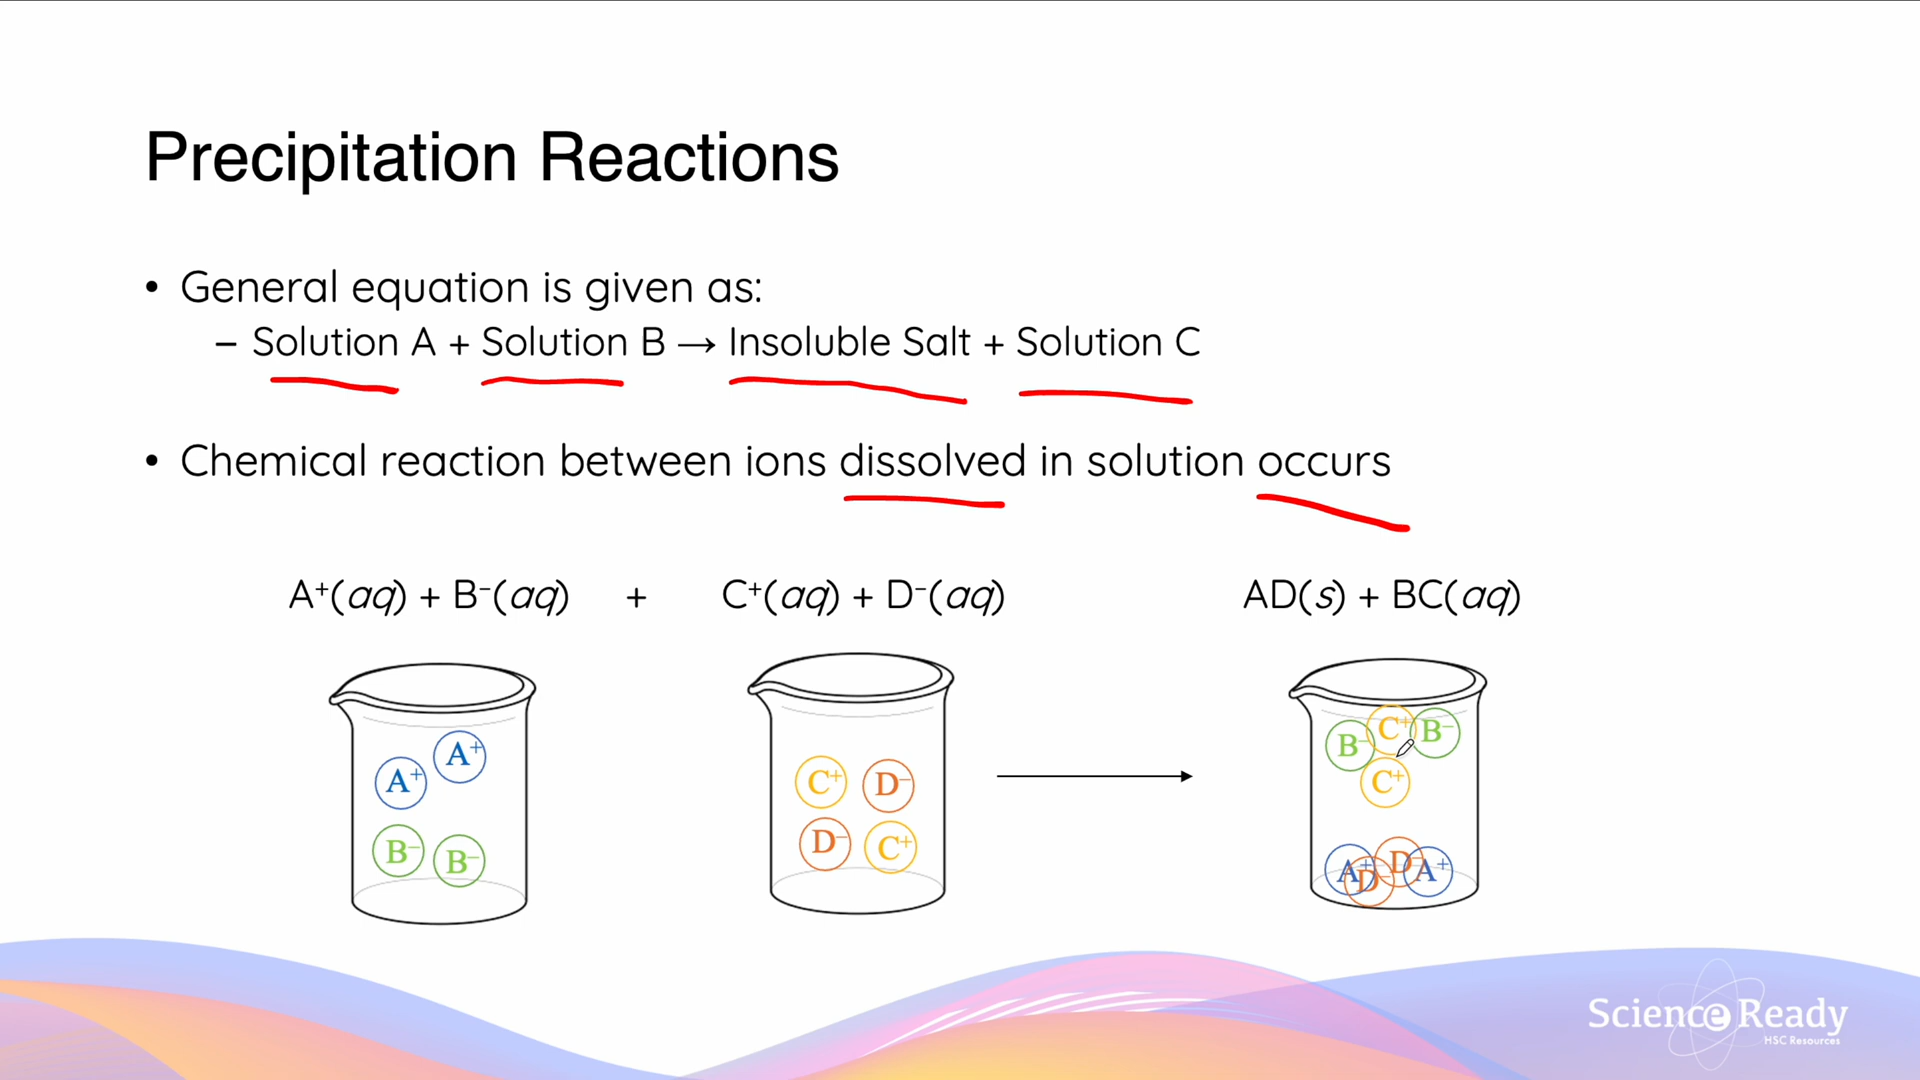 Precipitation Reactions
• General equation is given as:
– Solution A + Solution B → Insoluble Salt + Solution C
• Chemical reaction between ions dissolved in solution occurs
A⁺(aq) + B⁻(aq) + C⁺(aq) + D⁻(aq) AD(s) + BC(aq)
A⁺ A⁺ B⁻ B⁻
C⁺ D⁻ D⁻ C⁺
B⁻ C⁺ B⁻ C⁺ A⁺ D⁻ D⁻ A⁺
Science Ready
HSC Resources